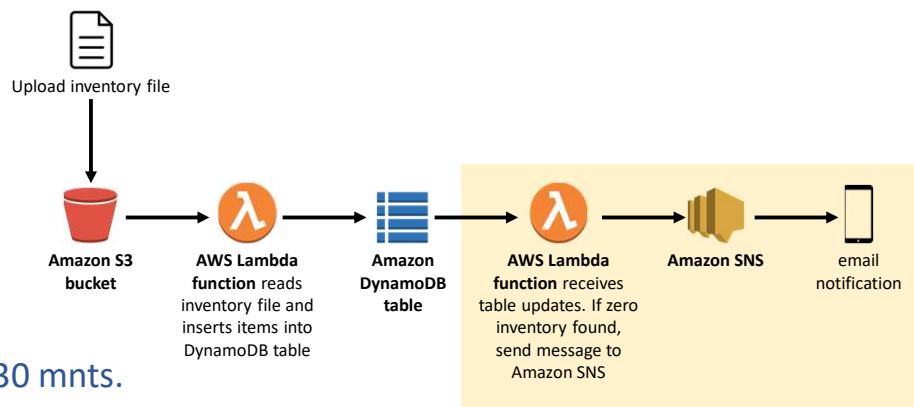 Upload inventory file
Amazon S3
bucket
AWS Lambda
function reads
inventory file and
inserts items into
DynamoDB table
Amazon
DynamoDB
table
AWS Lambda
function receives
table updates. If zero
inventory found,
send message to
Amazon SNS
Amazon SNS
email
notification
30 mnts.